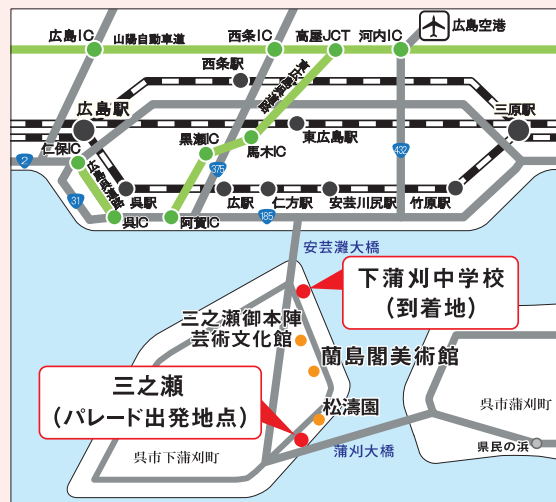 広島空港
広島IC
山陽自動車道
西条IC
高屋JCT
河内IC
西条駅
東広島呉道路
広島駅
三原駅
黒瀬IC
馬木IC
東広島駅
仁保IC
2
375
432
広島呉道路
31
呉駅
広駅
仁方駅
安芸川尻駅
竹原駅
呉IC
阿賀IC
185
安芸灘大橋
下蒲刈中学校
(到着地)
三之瀬御本陣
芸術文化館
蘭島閣美術館
三之瀬
(パレード出発地点)
松濤園
呉市蒲刈町
県民の浜
呉市下蒲刈町
蒲刈大橋